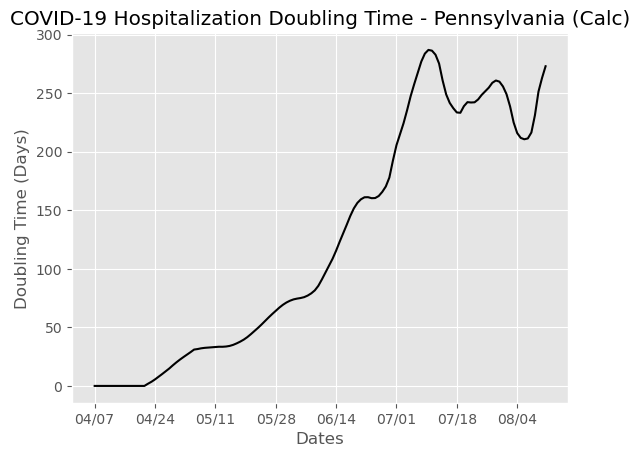 COVID-19 Hospitalization Doubling Time - Pennsylvania (Calc)
Doubling Time (Days)
300
250
200
150
100
50
0
04/07 04/24 05/11 05/28 06/14 07/01 07/18 08/04
Dates